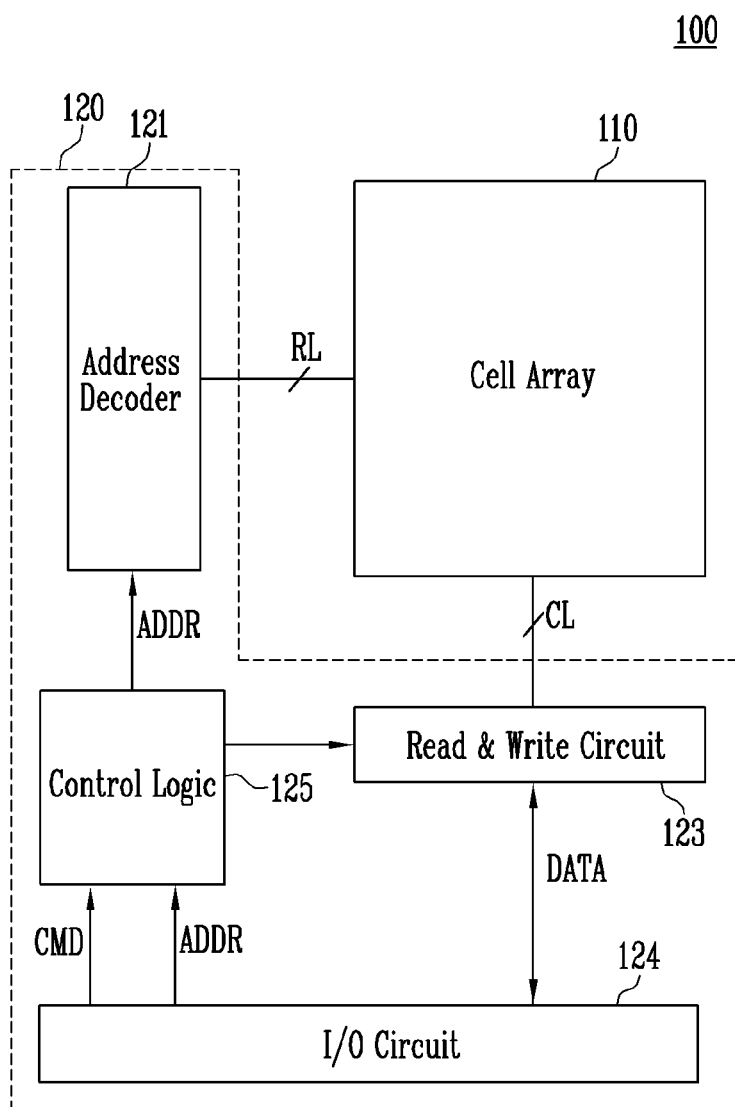 100
120
121
110
Address
Decoder
RL
Cell Array
ADDR
CL
Control Logic
125
Read & Write Circuit
123
DATA
CMD
ADDR
124
I/O Circuit